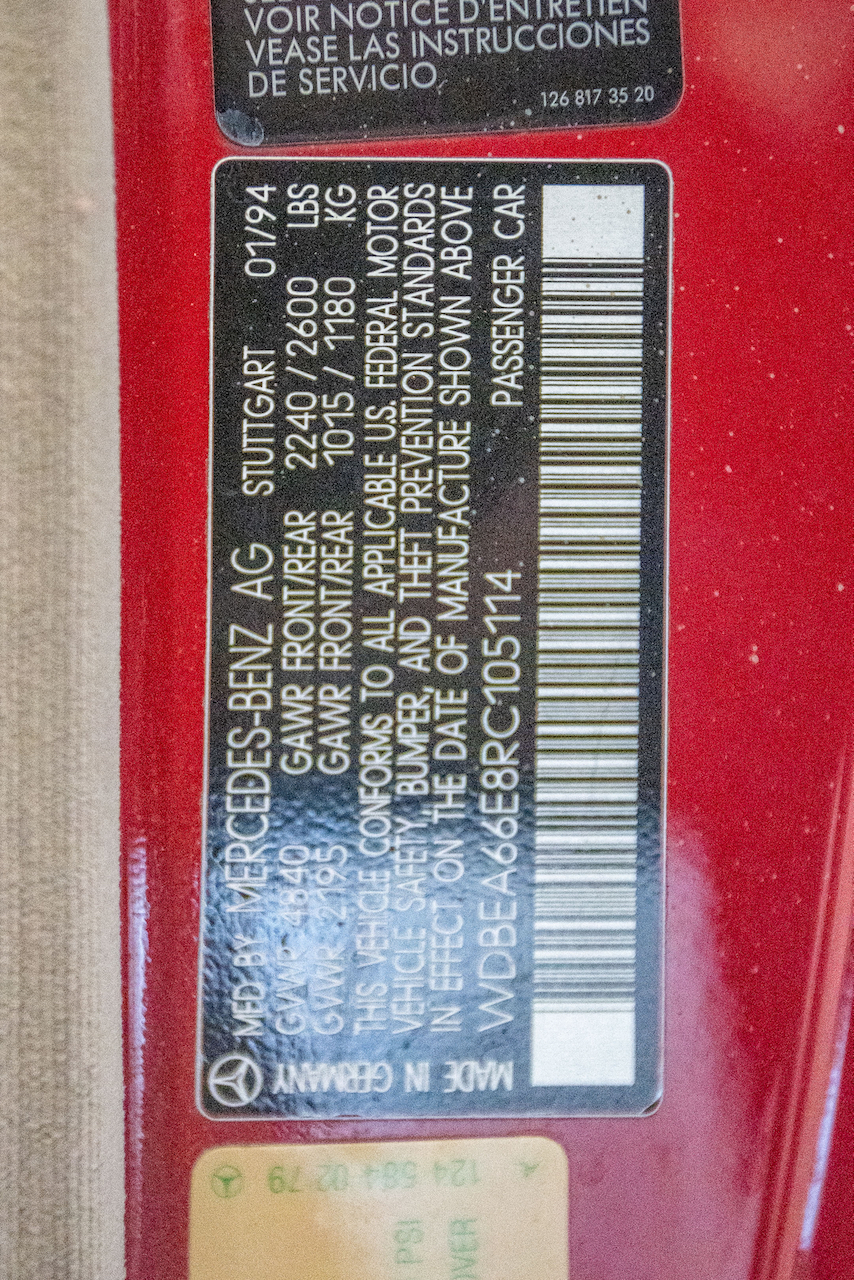 VOIR NOTICE D'ENTRETIEN
VEASE LAS INSTRUCCIONES
DE SERVICIO
126 817 35 20
MFD BY MERCEDES-BENZ AG STUTTGART 01/94
GVWR 4840 GAWR FRONT/REAR 2240 / 2600 LBS
GVWR 2195 GAWR FRONT/REAR 1015 / 1180 KG
THIS VEHICLE CONFORMS TO ALL APPLICABLE U.S. FEDERAL MOTOR
VEHICLE SAFETY, BUMPER, AND THEFT PREVENTION STANDARDS
IN EFFECT ON THE DATE OF MANUFACTURE SHOWN ABOVE
WDBEA66E8RC105114 PASSENGER CAR
MADE IN GERMANY
124 584 02 79
PSI
OVER